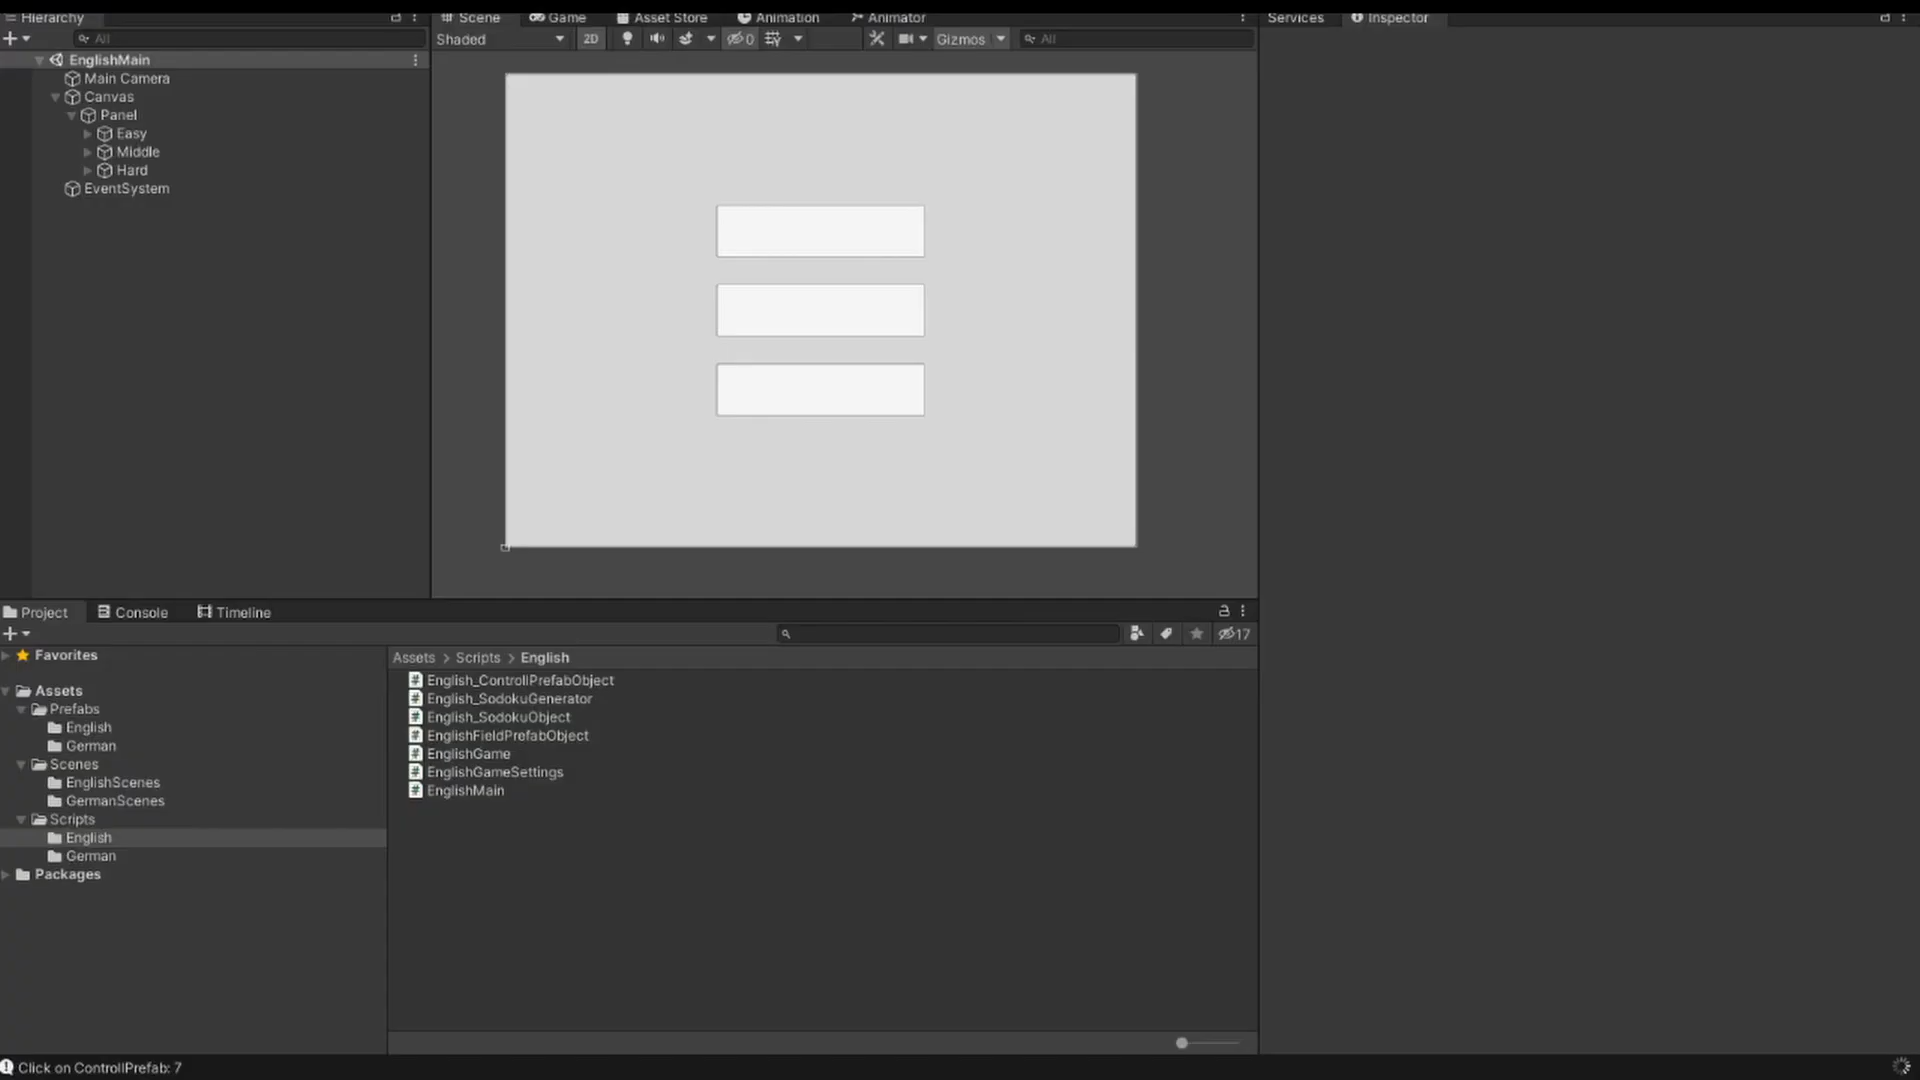 Hierarchy
All
EnglishMain
Main Camera
Canvas
Panel
Easy
Middle
Hard
EventSystem
Scene Game Asset Store Animation Animator
Shaded 2D 0 Gizmos All
Services Inspector
Project Console Timeline
17
Favorites
Assets
Prefabs
English
German
Scenes
EnglishScenes
GermanScenes
Scripts
English
German
Packages
Assets > Scripts > English
English_ControllPrefabObject
English_SodokuGenerator
English_SodokuObject
EnglishFieldPrefabObject
EnglishGame
EnglishGameSettings
EnglishMain
Click on ControllPrefab: 7